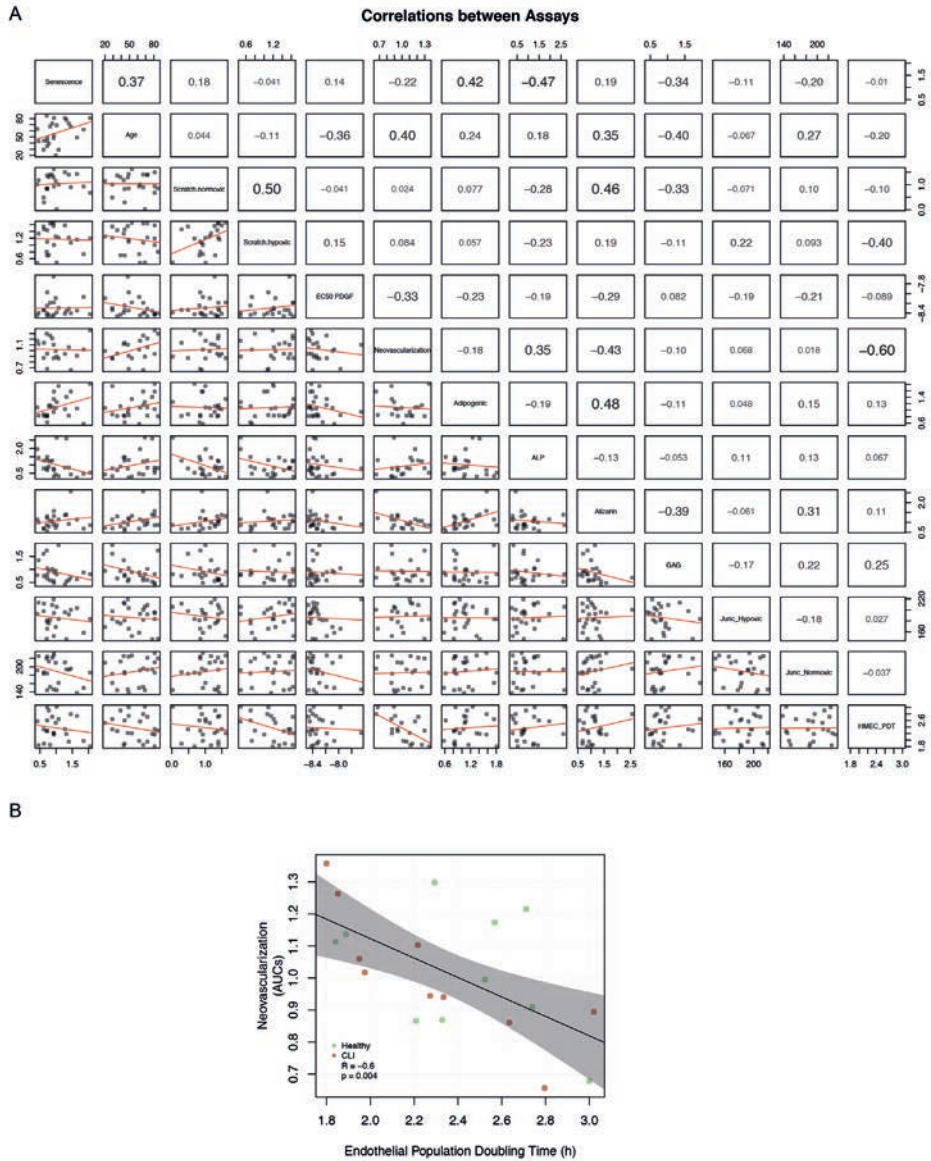 A
Correlations between Assays
20 50 80
0.6 1.2
0.7 1.0 1.3
0.5 1.5 2.5
0.5 1.5
140 200
Senescence 0.37 0.18 −0.041 0.14 −0.22 0.42 −0.47 0.19 −0.34 −0.11 −0.20 −0.01
0.5 1.5
20 50 80
Age 0.044 −0.11 −0.36 0.40 0.24 0.18 0.35 −0.40 −0.067 0.27 −0.20
Scratch.normoxic 0.50 −0.041 0.024 0.077 −0.28 0.46 −0.33 −0.071 0.10 −0.10
0.0 1.0
0.6 1.2
Scratch.hypoxic 0.15 0.084 0.057 −0.23 0.19 −0.11 0.22 0.093 −0.40
EC50 PDGF −0.33 −0.23 −0.19 −0.29 0.082 −0.19 −0.21 −0.089
−8.4 −7.8
0.7 1.1
Neovascularization −0.18 0.35 −0.43 −0.10 0.068 0.018 −0.60
Adipogenic −0.19 0.48 −0.11 0.048 0.15 0.13
0.6 1.4
0.5 2.0
ALP −0.13 −0.053 0.11 0.13 0.067
Alizarin −0.39 −0.061 0.31 0.11
0.5 2.0
0.5 1.5
GAG −0.17 0.22 0.25
Junc_Hypoxic −0.18 0.027
160 220
140 200
Junc_Normoxic −0.037
HMEC_PDT
1.8 2.6
0.5 1.5
0.0 1.0
−8.4 −8.0
0.6 1.2 1.8
0.5 1.5 2.5
160 200
1.8 2.4 3.0
B
Neovascularization
(AUCs)
1.3
1.2
1.1
1.0
0.9
0.8
0.7
Healthy
CLI
R = −0.6
p = 0.004
1.8 2.0 2.2 2.4 2.6 2.8 3.0
Endothelial Population Doubling Time (h)